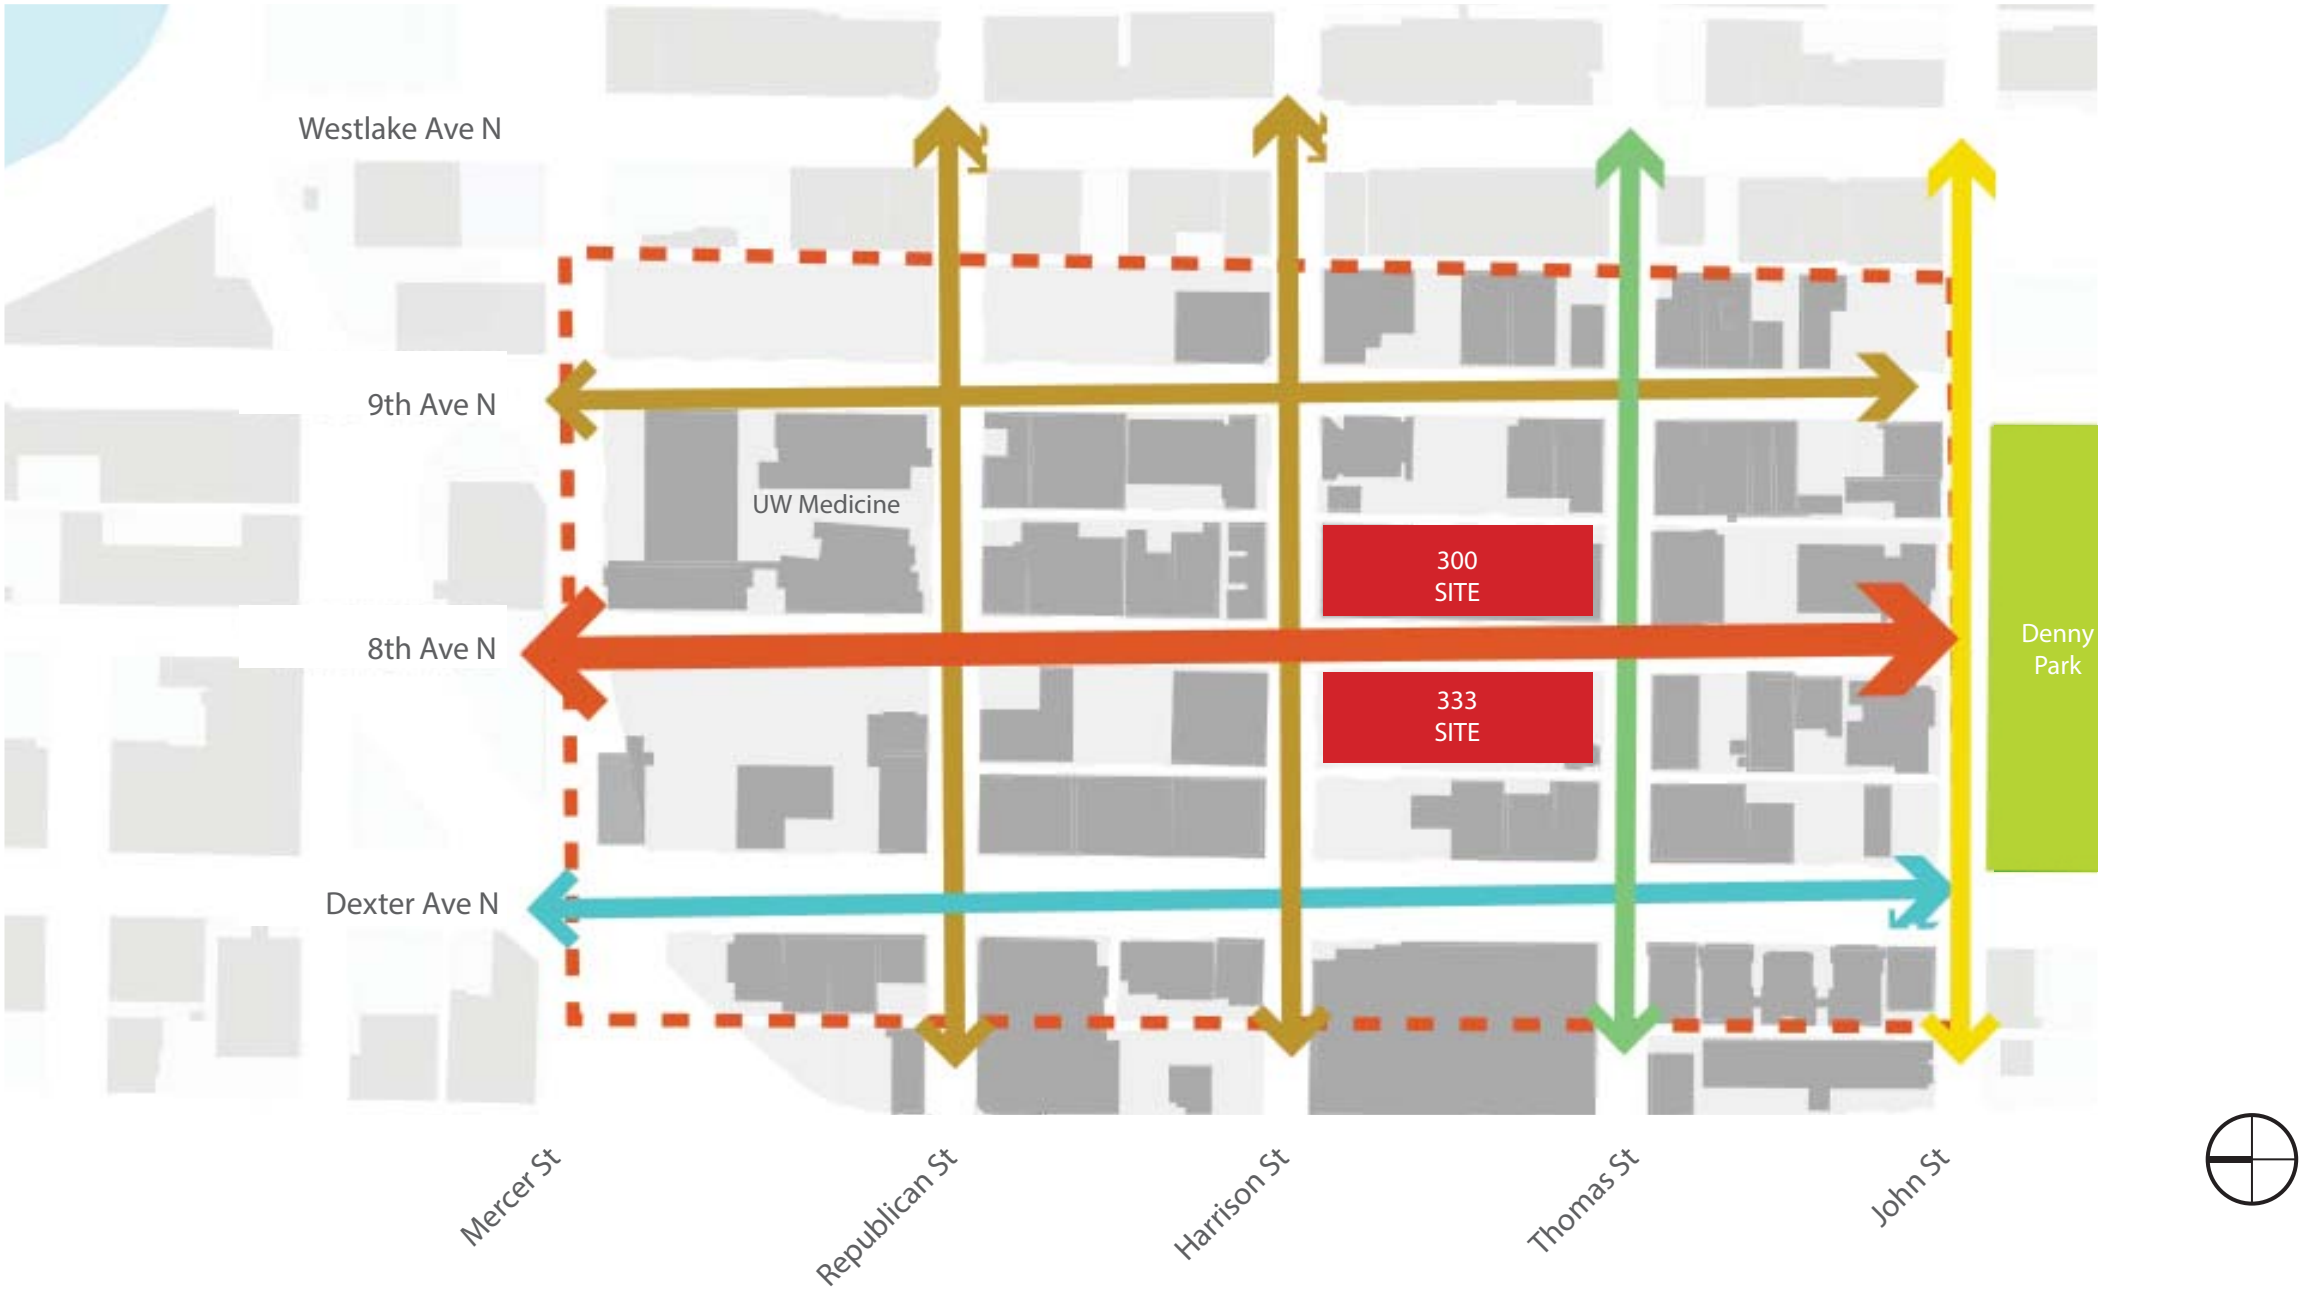 Westlake Ave N
9th Ave N
UW Medicine
300
SITE
8th Ave N
Denny
Park
333
SITE
Dexter Ave N
Mercer St
Republican St
Harrison St
Thomas St
John St